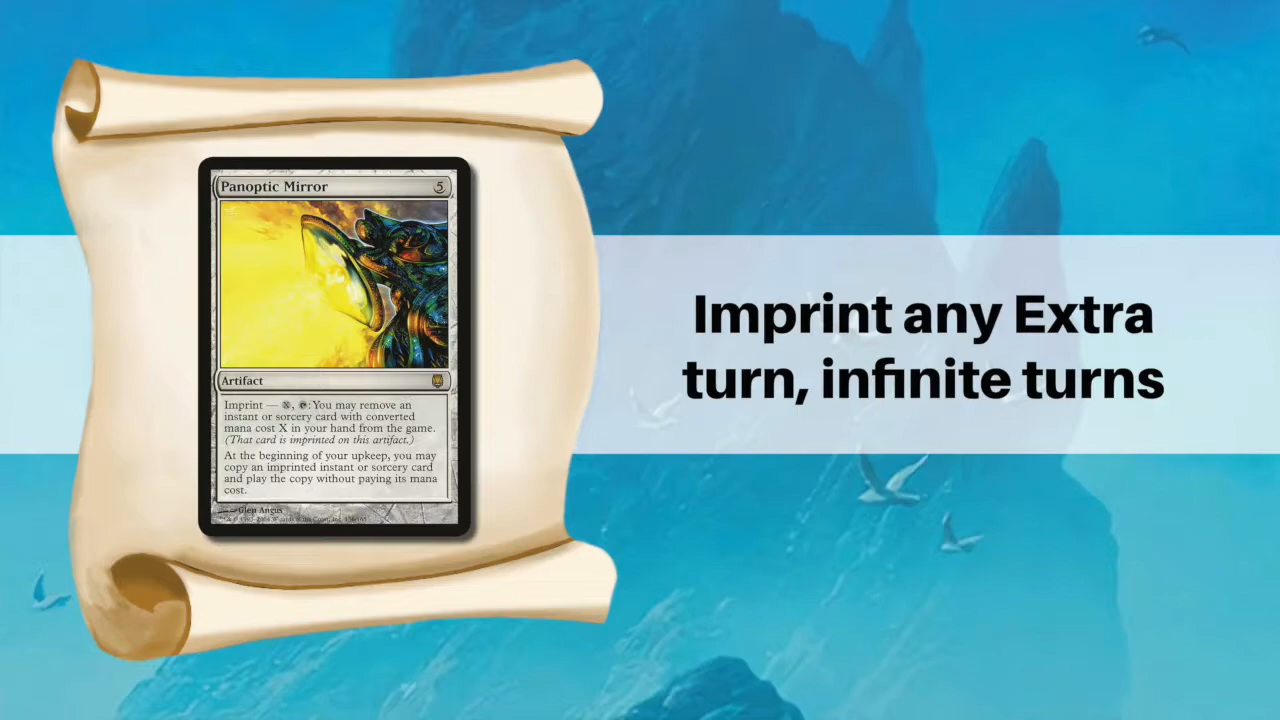 Panoptic Mirror 5
Artifact
Imprint — X, T: You may remove an
instant or sorcery card with converted
mana cost X in your hand from the game.
(That card is imprinted on this artifact.)
At the beginning of your upkeep, you may
copy an imprinted instant or sorcery card
and play the copy without paying its mana
cost.
Glen Angus
Imprint any Extra
turn, infinite turns